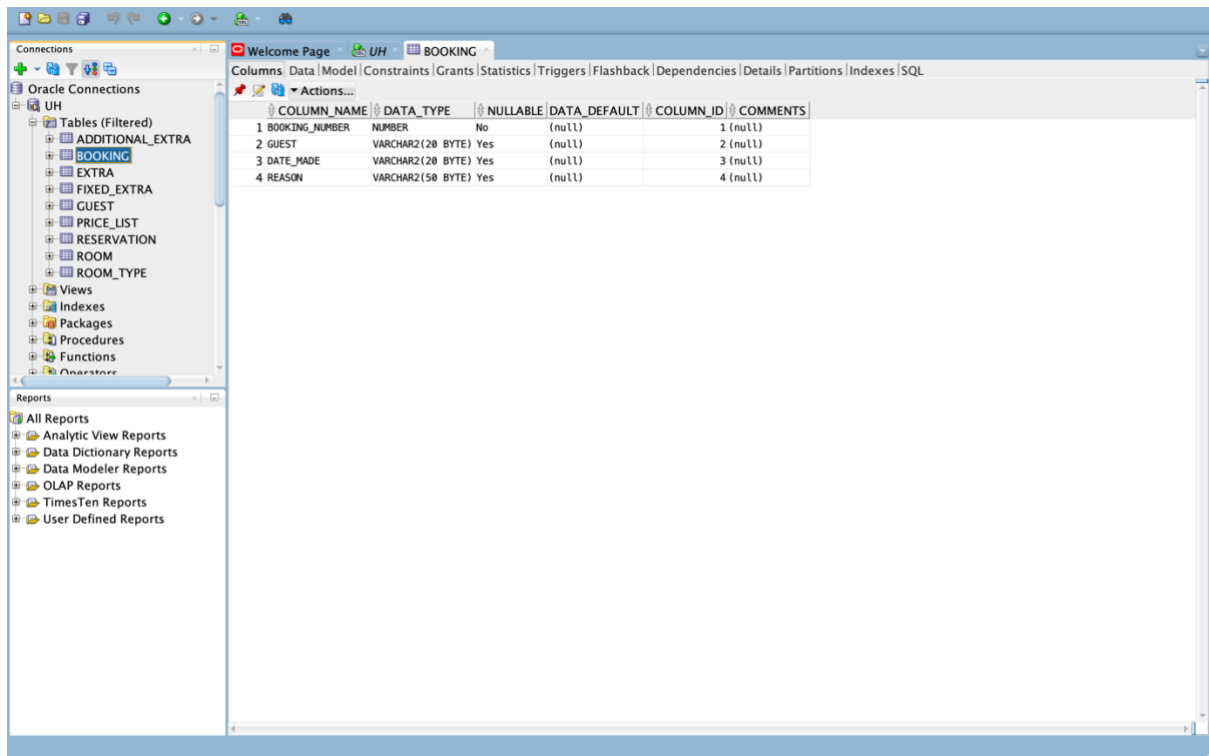 Connections
Oracle Connections
UH
Tables (Filtered)
ADDITIONAL_EXTRA
BOOKING
EXTRA
FIXED_EXTRA
GUEST
PRICE_LIST
RESERVATION
ROOM
ROOM_TYPE
Views
Indexes
Packages
Procedures
Functions
Operators
Reports
All Reports
Analytic View Reports
Data Dictionary Reports
Data Modeler Reports
OLAP Reports
TimesTen Reports
User Defined Reports
Welcome Page UH BOOKING
Columns Data Model Constraints Grants Statistics Triggers Flashback Dependencies Details Partitions Indexes SQL
Actions...
COLUMN_NAME DATA_TYPE NULLABLE DATA_DEFAULT COLUMN_ID COMMENTS
1 BOOKING_NUMBER NUMBER No (null) 1 (null)
2 GUEST VARCHAR2(20 BYTE) Yes (null) 2 (null)
3 DATE_MADE VARCHAR2(20 BYTE) Yes (null) 3 (null)
4 REASON VARCHAR2(50 BYTE) Yes (null) 4 (null)